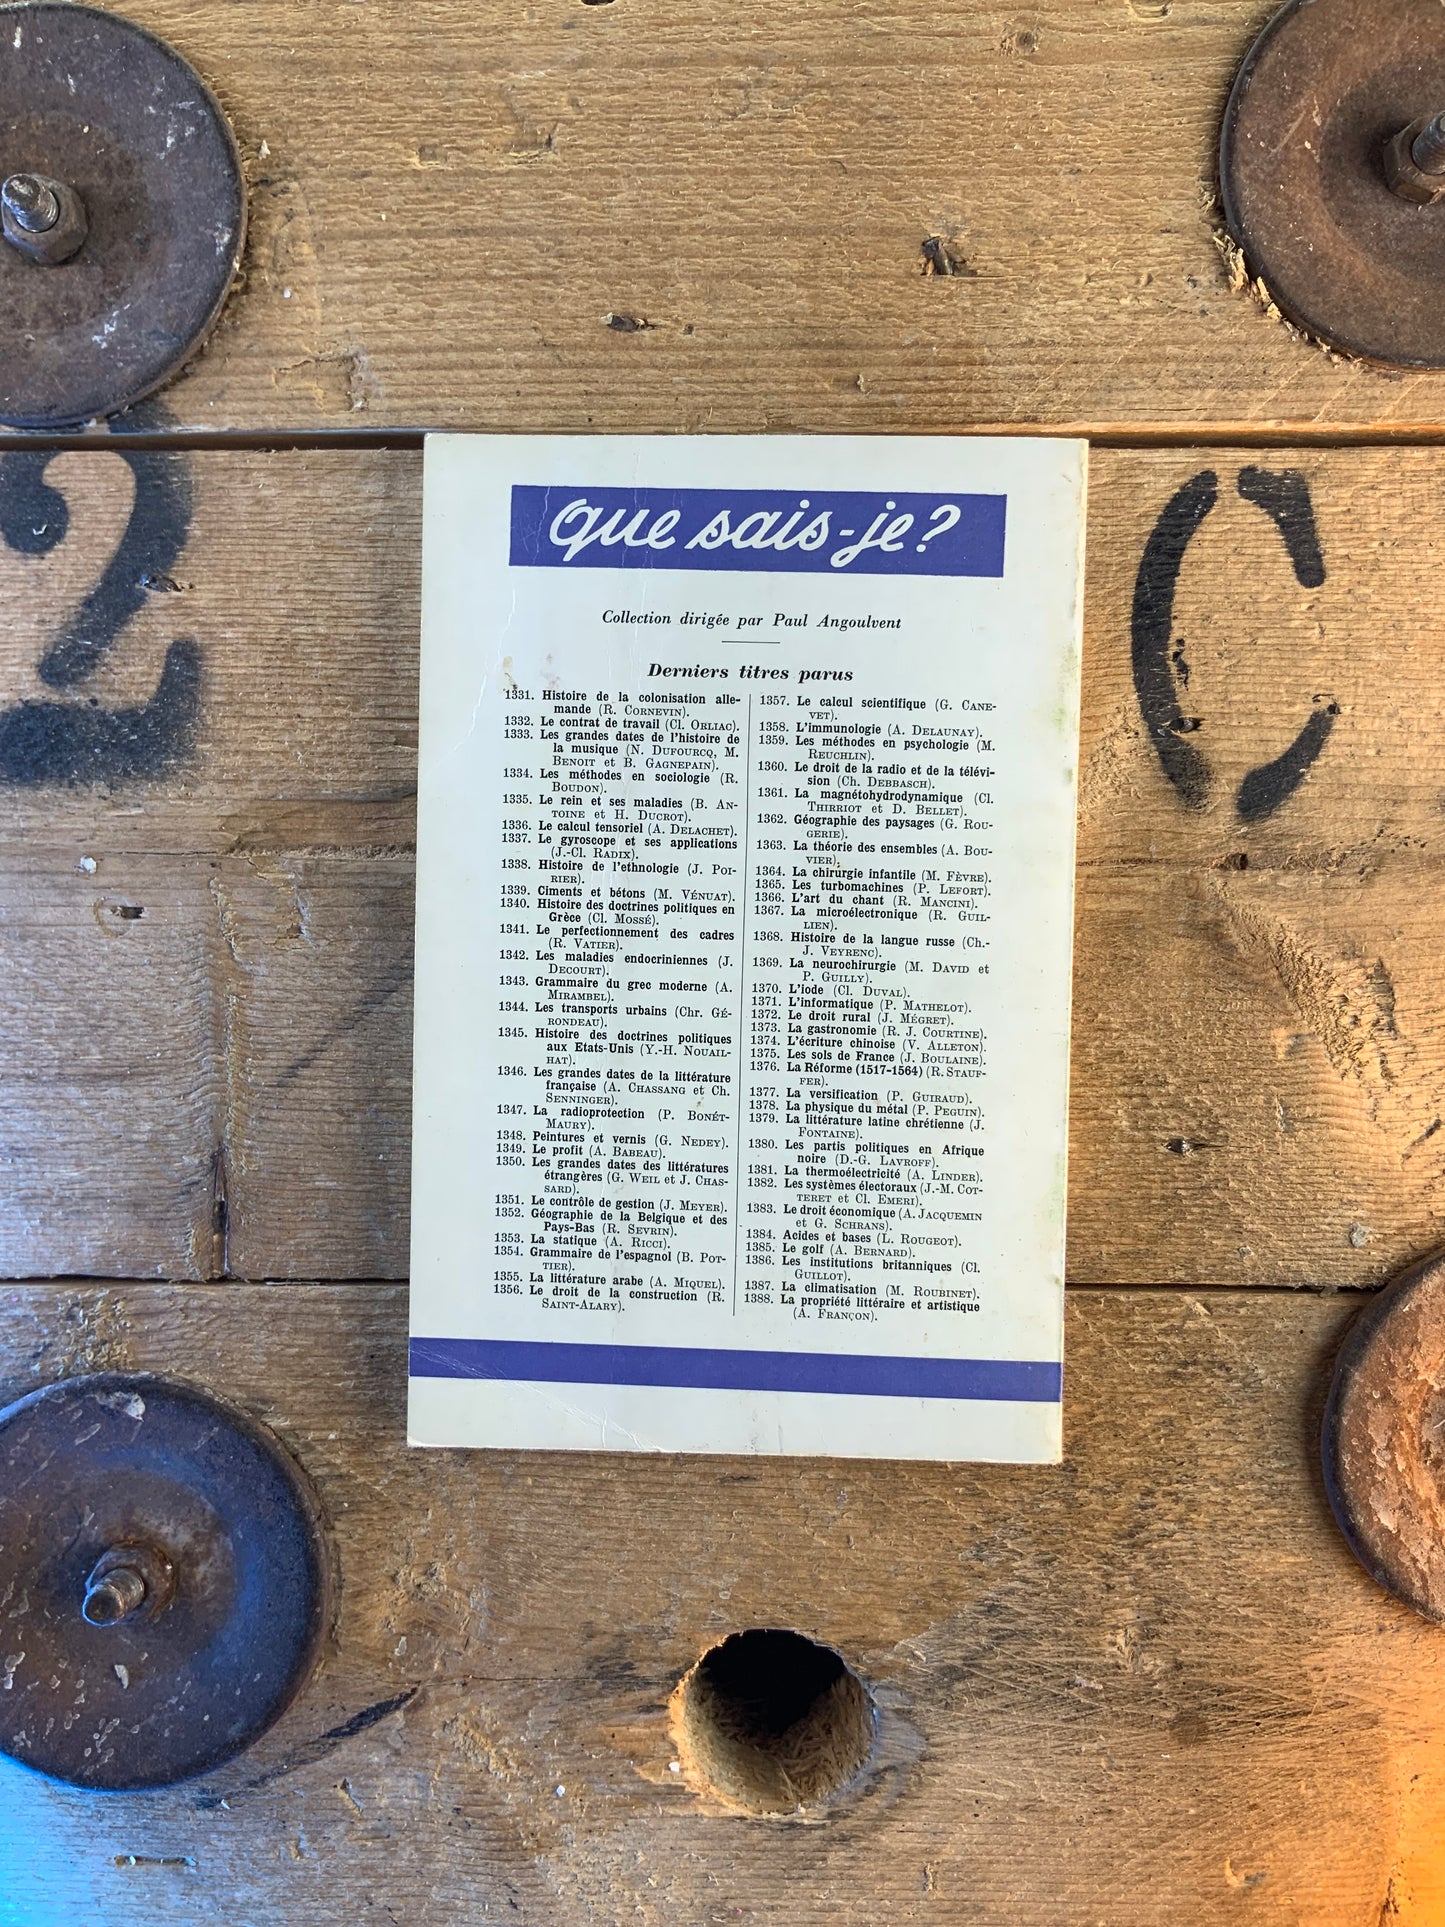 2
C
que sais-je?
Collection dirigée par Paul Angoulvent
Derniers titres parus
1331. Histoire de la colonisation alle-
mande (R. CORNEVIN).
1332. Le contrat de travail (Cl. ORLIAC).
1333. Les grandes dates de l'histoire de
la musique (N. DUFOURCQ, M.
BENOIT et B. GAGNEPAIN).
1334. Les méthodes en sociologie (R.
BOUDON).
1335. Le rein et ses maladies (B. AN-
TOINE et H. DUCROT).
1336. Le calcul tensoriel (A. DELACHET).
1337. Le gyroscope et ses applications
(J.-Cl. RADIX).
1338. Histoire de l'ethnologie (J. POI-
RIER).
1339. Ciments et bétons (M. VÉNUAT).
1340. Histoire des doctrines politiques en
Grèce (Cl. MOSSÉ).
1341. Le perfectionnement des cadres
(R. VATIER).
1342. Les maladies endocriniennes (J.
DECOURT).
1343. Grammaire du grec moderne (A.
MIRAMBEL).
1344. Les transports urbains (Chr. GÉ-
RONDEAU).
1345. Histoire des doctrines politiques
aux Etats-Unis (Y.-H. NOUAIL-
HAT).
1346. Les grandes dates de la littérature
française (A. CHASSANG et Ch.
SENNINGER).
1347. La radioprotection (P. BONÉT-
MAURY).
1348. Peintures et vernis (G. NEDEY).
1349. Le profit (A. BABEAU).
1350. Les grandes dates des littératures
étrangères (G. WEIL et J. CHAS-
SARD).
1351. Le contrôle de gestion (J. MEYER).
1352. Géographie de la Belgique et des
Pays-Bas (R. SEVRIN).
1353. La statique (A. RICCI).
1354. Grammaire de l'espagnol (B. POT-
TIER).
1355. La littérature arabe (A. MIQUEL).
1356. Le droit de la construction (R.
SAINT-ALARY).
1357. Le calcul scientifique (G. CANE-
VET).
1358. L'immunologie (A. DELAUNAY).
1359. Les méthodes en psychologie (M.
REUCHLIN).
1360. Le droit de la radio et de la télévi-
sion (Ch. DEBBASCH).
1361. La magnétohydrodynamique (Cl.
THIRRIOT et D. BELLET).
1362. Géographie des paysages (G. ROU-
GERIE).
1363. La théorie des ensembles (A. BOU-
VIER).
1364. La chirurgie infantile (M. FÈVRE).
1365. Les turbomachines (P. LEFORT).
1366. L'art du chant (R. MANCINI).
1367. La microélectronique (R. GUIL-
LIEN).
1368. Histoire de la langue russe (Ch.-
J. VEYRENC).
1369. La neurochirurgie (M. DAVID et
P. GUILLY).
1370. L'iode (Cl. DUVAL).
1371. L'informatique (P. MATHELOT).
1372. Le droit rural (J. MÉGRET).
1373. La gastronomie (R. J. COURTINE).
1374. L'écriture chinoise (V. ALLETON).
1375. Les sols de France (J. BOULAINE).
1376. La Réforme (1517-1564) (R. STAUF-
FER).
1377. La versification (P. GUIRAUD).
1378. La physique du métal (P. PEGUIN).
1379. La littérature latine chrétienne (J.
FONTAINE).
1380. Les partis politiques en Afrique
noire (D.-G. LAVROFF).
1381. La thermoélectricité (A. LINDER).
1382. Les systèmes électoraux (J.-M. COT-
TERET et Cl. EMERI).
1383. Le droit économique (A. JACQUEMIN
et G. SCHRANS).
1384. Acides et bases (L. ROUGEOT).
1385. Le golf (A. BERNARD).
1386. Les institutions britanniques (Cl.
GUILLOT).
1387. La climatisation (M. ROUBINET).
1388. La propriété littéraire et artistique
(A. FRANÇON).